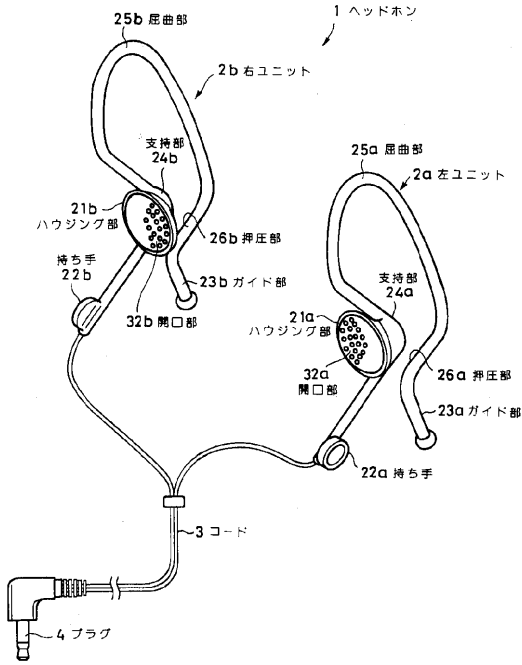 1 ヘッドホン
25b 屈曲部
2b 右ユニット
支持部
24b
21b
ハウジング部
持ち手
22b
26b 押圧部
23b ガイド部
32b 開口部
25a 屈曲部
2a 左ユニット
支持部
24a
21a
ハウジング部
32a
開口部
26a 押圧部
23a ガイド部
22a 持ち手
3 コード
4 プラグ